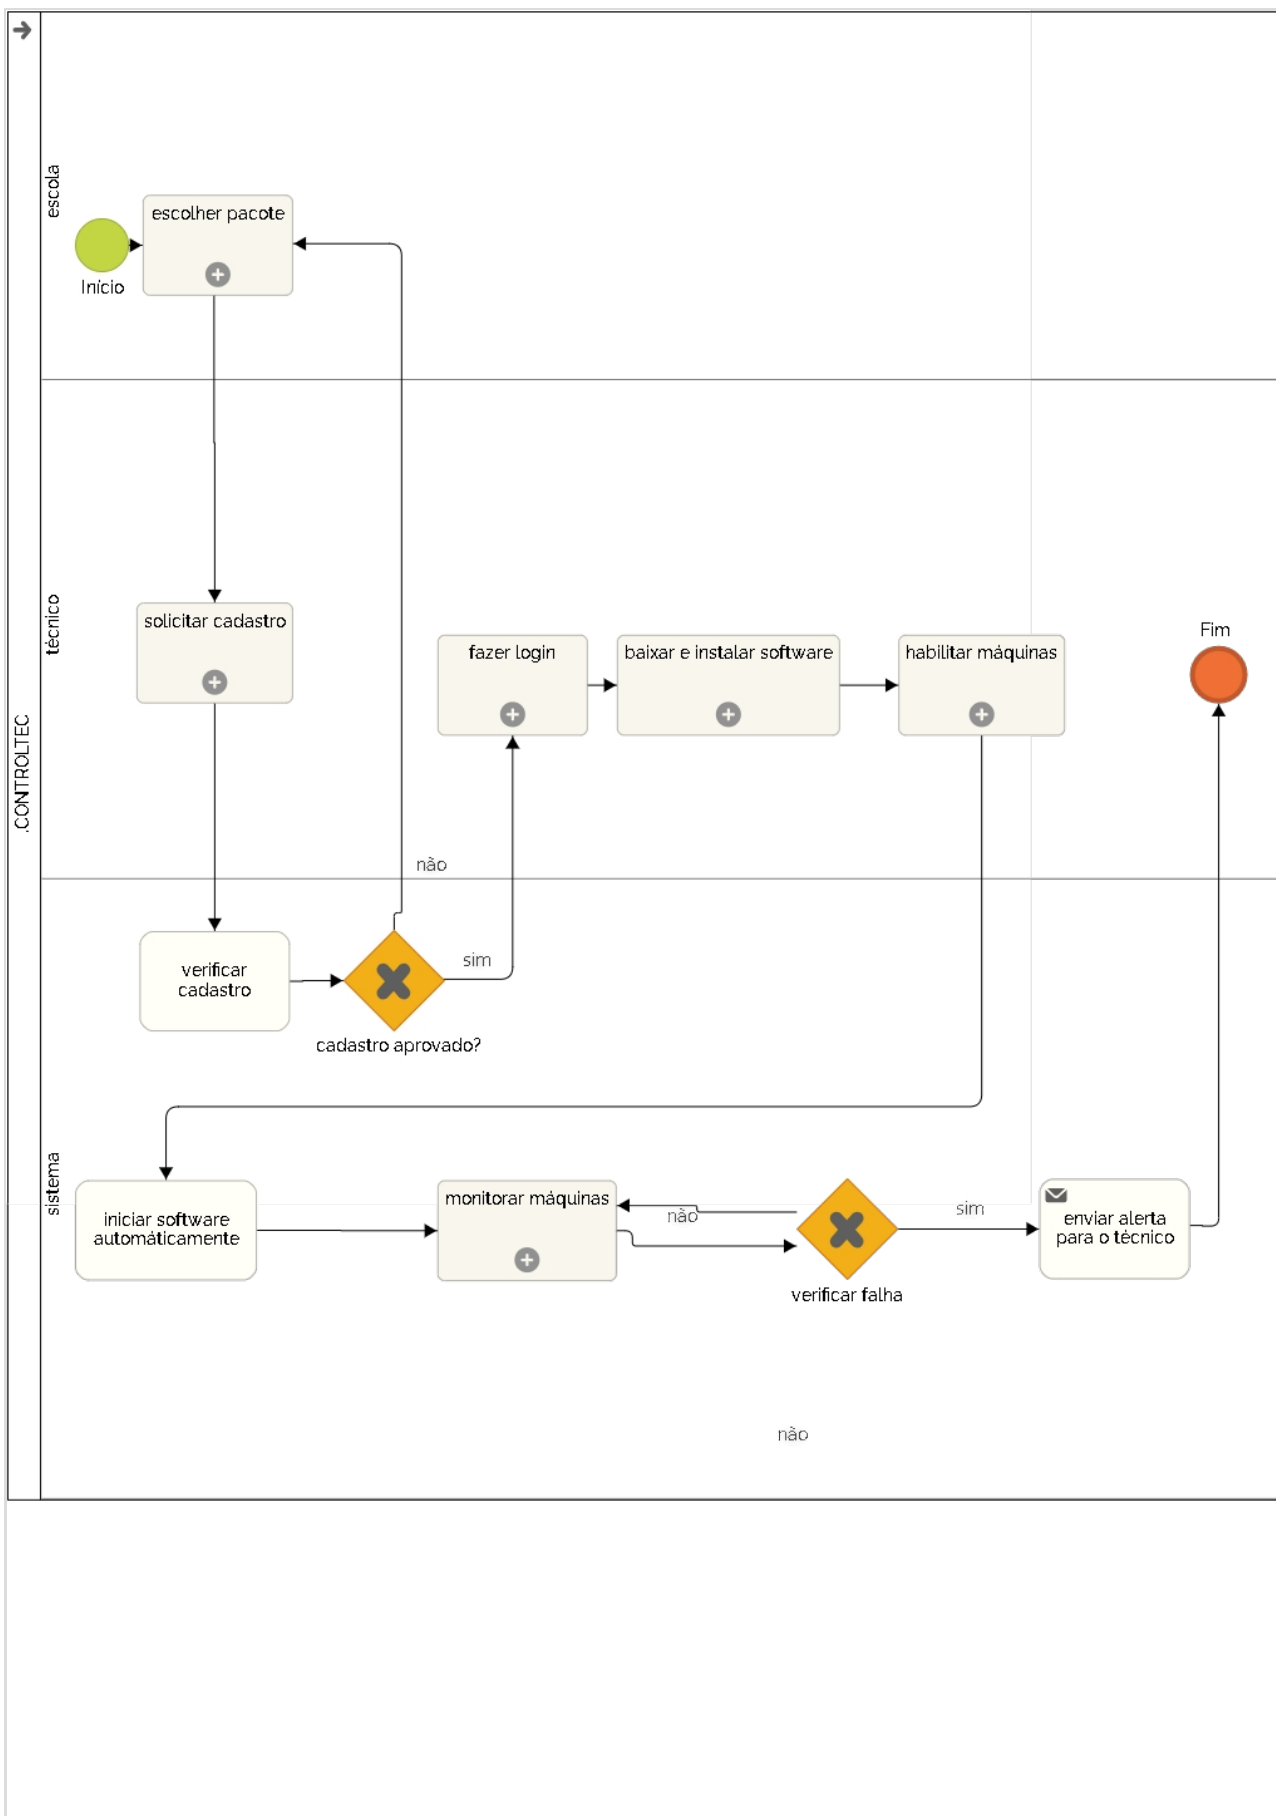 .CONTROLTEC
escola
Início
escolher pacote
técnico
solicitar cadastro
fazer login
baixar e instalar software
habilitar máquinas
Fim
não
sistema
verificar
cadastro
cadastro aprovado?
sim
iniciar software
automáticamente
monitorar máquinas
não
verificar falha
sim
enviar alerta
para o técnico
não